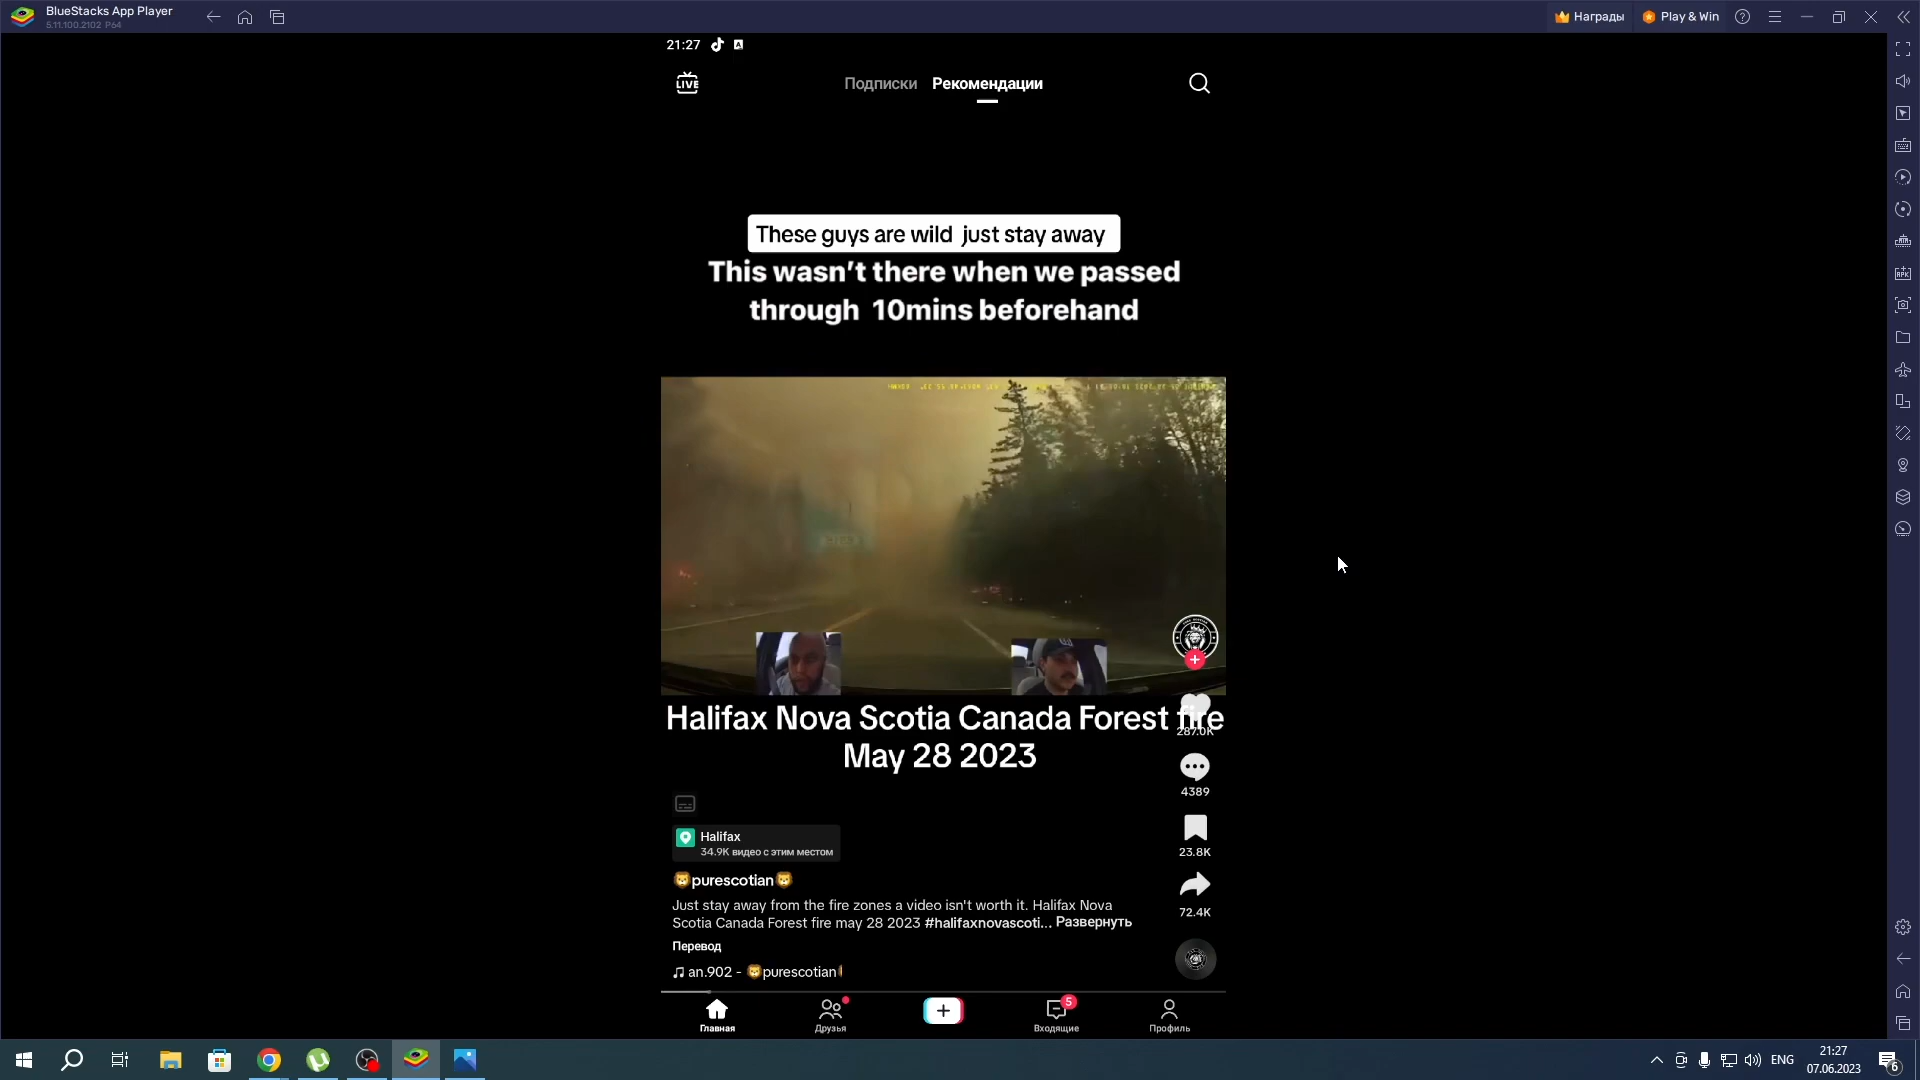 BlueStacks App Player
5.11.100.2102 P64
Награды
Play & Win
21:27
LIVE
Подписки
Рекомендации
These guys are wild just stay away
This wasn't there when we passed
through 10mins beforehand
Halifax Nova Scotia Canada Forest fire
May 28 2023
287.0K
4389
23.8K
72.4K
Halifax
34.9K видео с этим местом
🦁purescotian🦁
Just stay away from the fire zones a video isn't worth it. Halifax Nova
Scotia Canada Forest fire may 28 2023 #halifaxnovascoti... Развернуть
Перевод
an.902 - 🦁purescotian
Главная
Друзья
5
Входящие
Профиль
ENG
21:27
07.06.2023
6